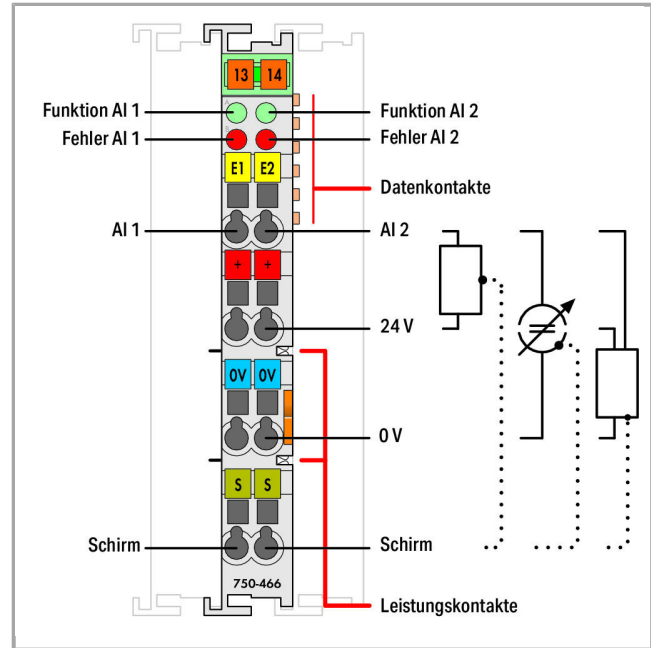 13 14
A
Funktion AI 1
Funktion AI 2
Fehler AI 1
Fehler AI 2
E1 E2
Datenkontakte
AI 1
AI 2
+ +
24 V
0V 0V
0 V
S S
Schirm
Schirm
750-466
Leistungskontakte